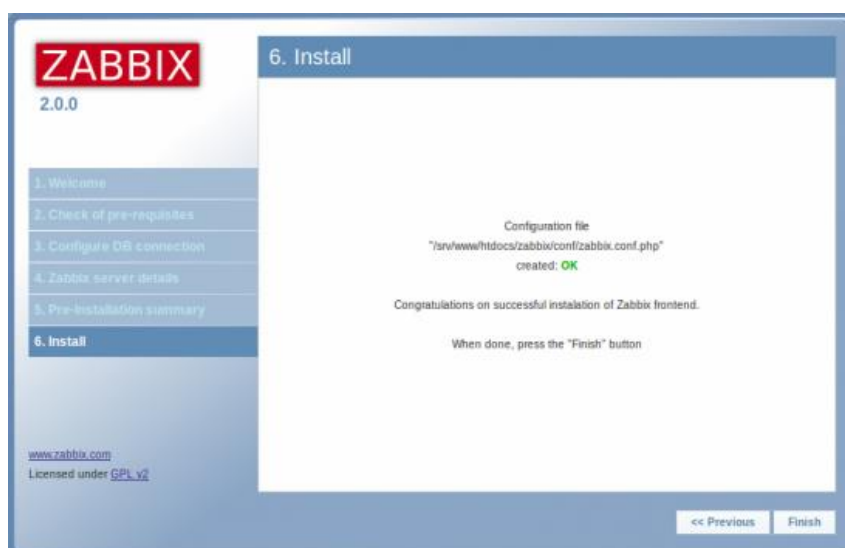 ZABBIX
2.0.0
6. Install
1. Welcome
2. Check of pre-requisites
3. Configure DB connection
4. Zabbix server details
5. Pre-Installation summary
6. Install
Configuration file
"/srv/www/htdocs/zabbix/conf/zabbix.conf.php"
created: OK
Congratulations on successful instalation of Zabbix frontend.
When done, press the "Finish" button
www.zabbix.com
Licensed under GPL v2
<< Previous
Finish